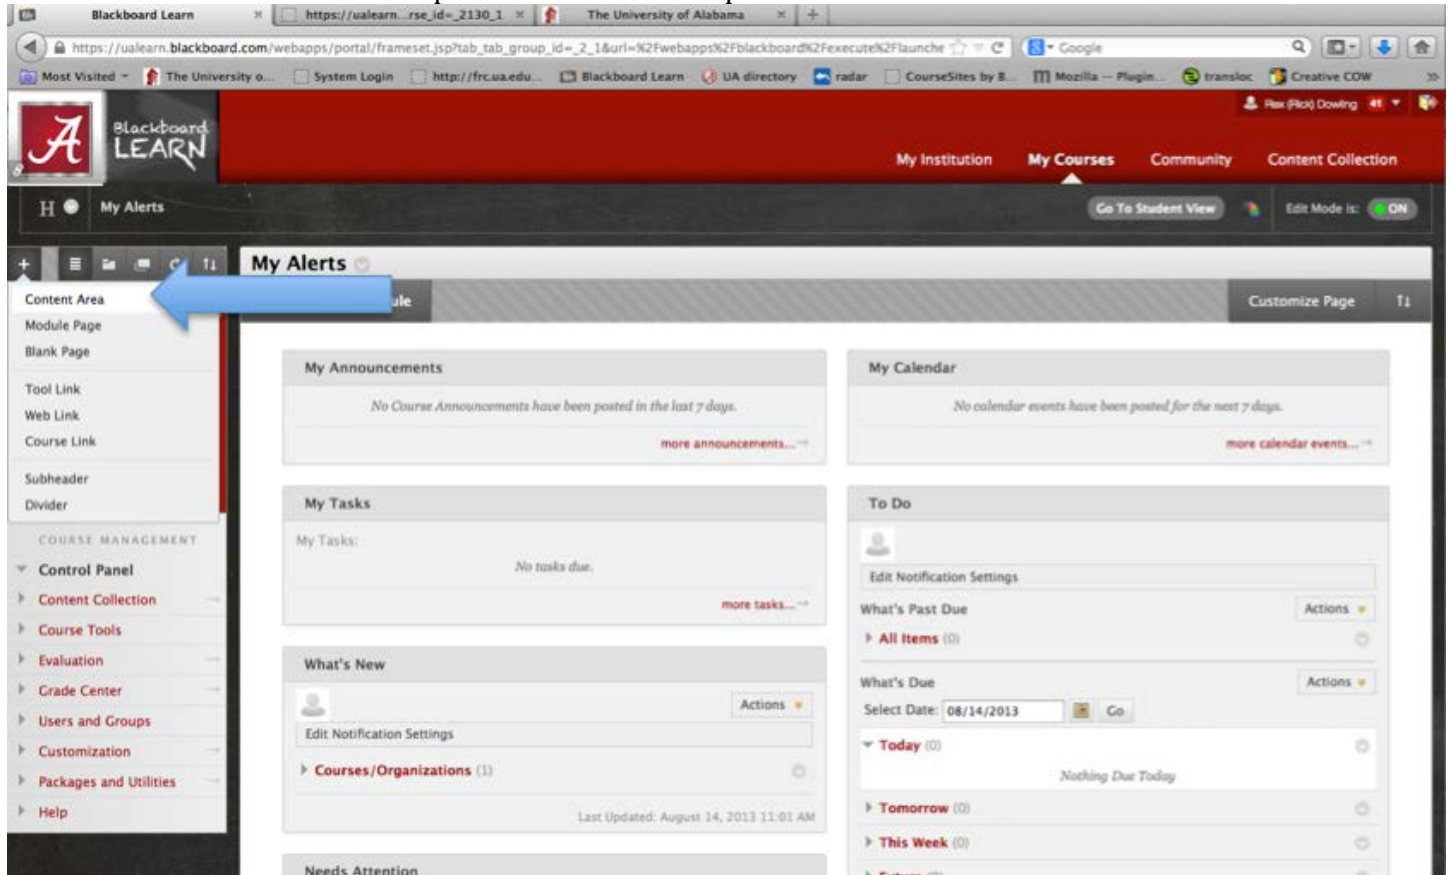 Blackboard Learn
https://ualearn...rse_id=_2130_1
The University of Alabama
https://ualearn.blackboard.com/webapps/portal/frameset.jsp?tab_tab_group_id=_2_1&url=%2Fwebapps%2Fblackboard%2Fexecute%2Flaunche
Google
Most Visited
The University o...
System Login
http://frc.ua.edu...
Blackboard Learn
UA directory
radar
CourseSites by B...
Mozilla — Plugin...
transloc
Creative COW
Rex (Rick) Dowling 41
A
Blackboard
LEARN
My Institution
My Courses
Community
Content Collection
My Alerts
Go To Student View
Edit Mode is: ON
My Alerts
Content Area
ule
Customize Page
Module Page
Blank Page
Tool Link
Web Link
Course Link
Subheader
Divider
COURSE MANAGEMENT
Control Panel
Content Collection
Course Tools
Evaluation
Grade Center
Users and Groups
Customization
Packages and Utilities
Help
My Announcements
No Course Announcements have been posted in the last 7 days.
more announcements...
My Tasks
My Tasks:
No tasks due.
more tasks...
What's New
Actions
Edit Notification Settings
Courses/Organizations (1)
Last Updated: August 14, 2013 11:01 AM
Needs Attention
My Calendar
No calendar events have been posted for the next 7 days.
more calendar events...
To Do
Edit Notification Settings
What's Past Due
Actions
All Items (0)
What's Due
Actions
Select Date: 08/14/2013 Go
Today (0)
Nothing Due Today
Tomorrow (0)
This Week (0)